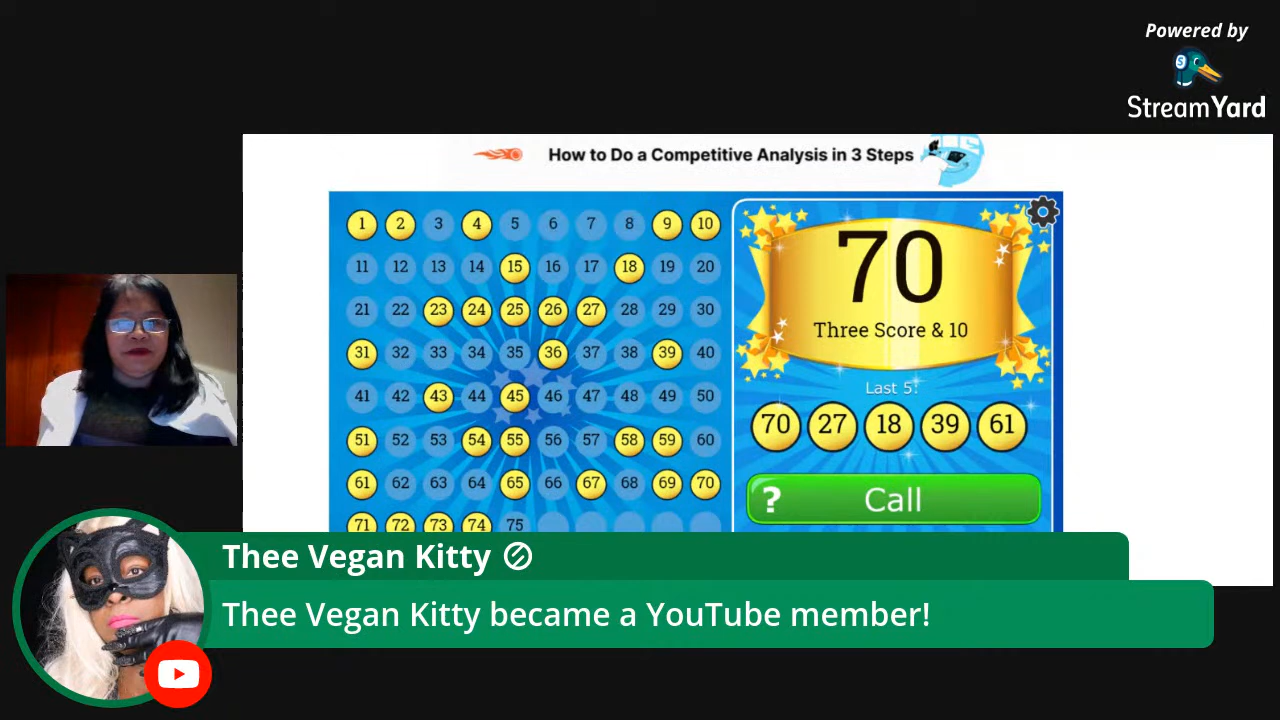 Powered by
StreamYard
How to Do a Competitive Analysis in 3 Steps
1 2 3 4 5 6 7 8 9 10
11 12 13 14 15 16 17 18 19 20
21 22 23 24 25 26 27 28 29 30
31 32 33 34 35 36 37 38 39 40
41 42 43 44 45 46 47 48 49 50
51 52 53 54 55 56 57 58 59 60
61 62 63 64 65 66 67 68 69 70
71 72 73 74 75
70
Three Score & 10
Last 5:
70 27 18 39 61
? Call
Thee Vegan Kitty
Thee Vegan Kitty became a YouTube member!